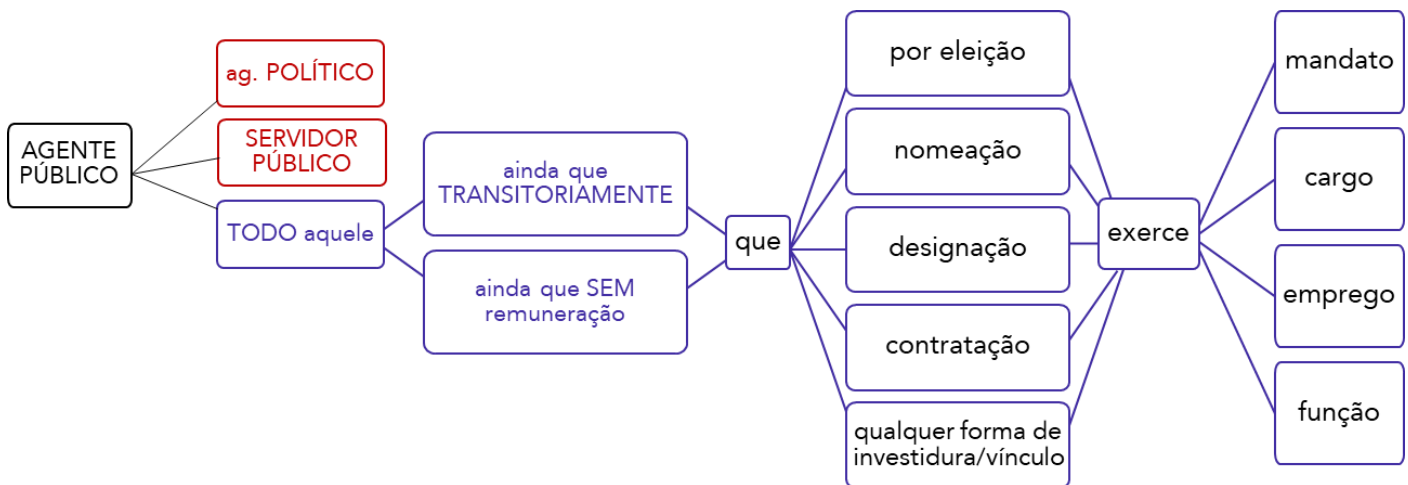 AGENTE
PÚBLICO
ag. POLÍTICO
SERVIDOR
PÚBLICO
TODO aquele
ainda que
TRANSITORIAMENTE
ainda que SEM
remuneração
que
por eleição
nomeação
designação
contratação
qualquer forma de
investidura/vínculo
exerce
mandato
cargo
emprego
função